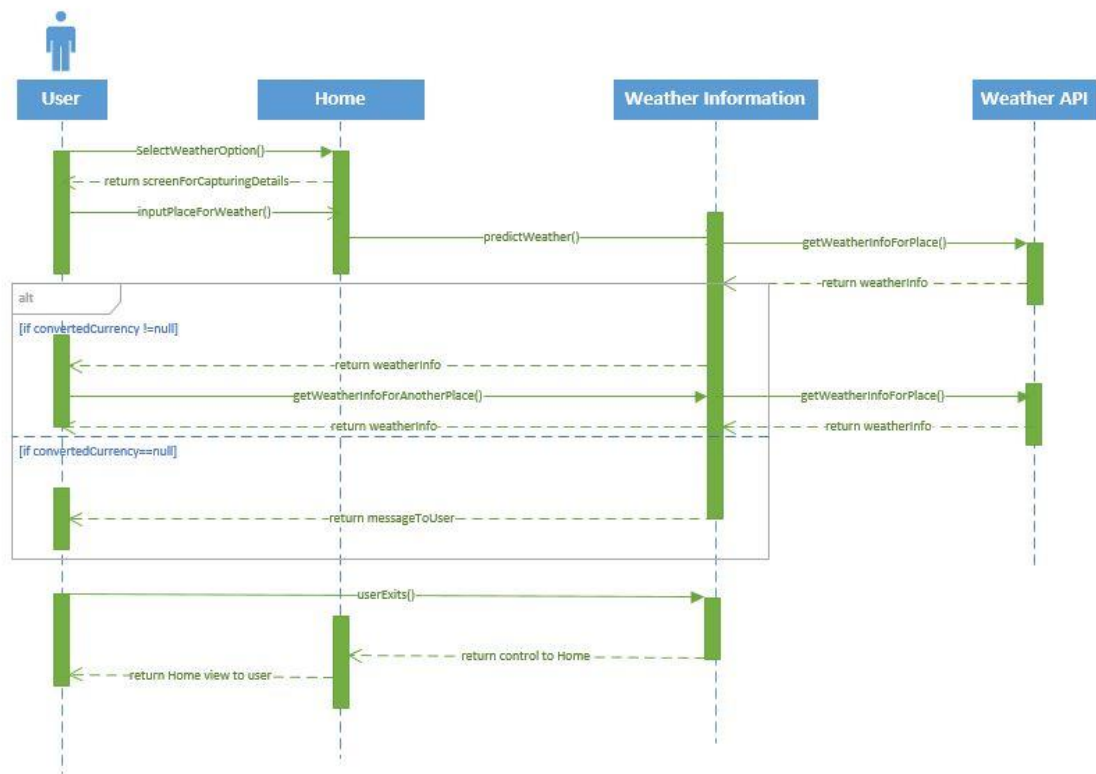 User
Home
Weather Information
Weather API
SelectWeatherOption()
return screenForCapturingDetails
inputPlaceForWeather()
predictWeather()
getWeatherInfoForPlace()
return weatherInfo
alt
[if convertedCurrency !=null]
return weatherInfo
getWeatherInfoForAnotherPlace()
getWeatherInfoForPlace()
return weatherInfo
return weatherInfo
[if convertedCurrency==null]
return messageToUser
userExits()
return control to Home
return Home view to user